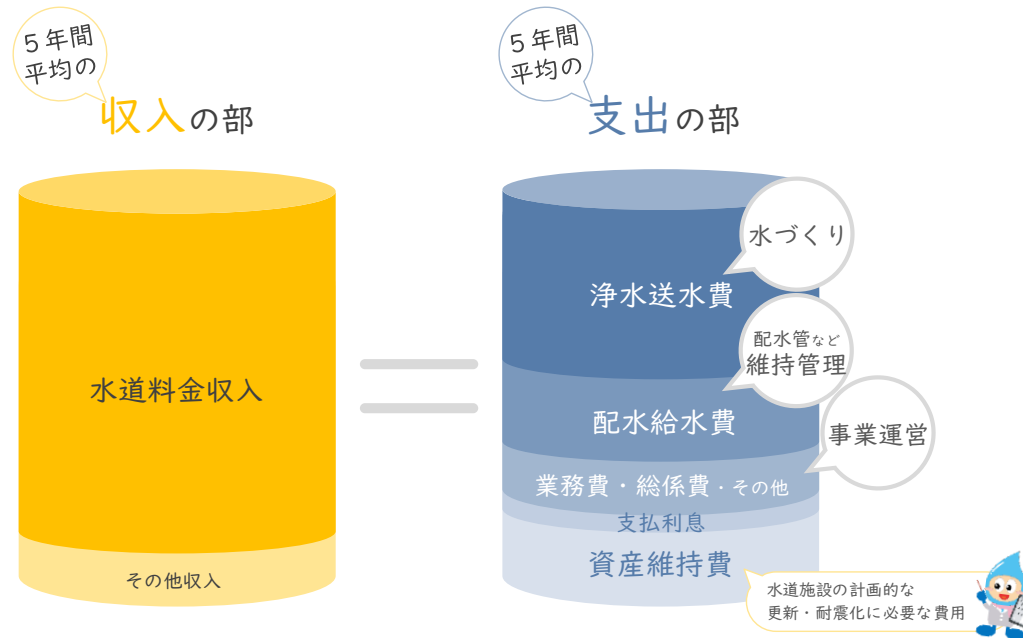 ５年間
平均の
収入の部
水道料金収入
その他収入
５年間
平均の
支出の部
浄水送水費
水づくり
配水給水費
配水管など
維持管理
業務費・総係費・その他
事業運営
支払利息
資産維持費
水道施設の計画的な
更新・耐震化に必要な費用